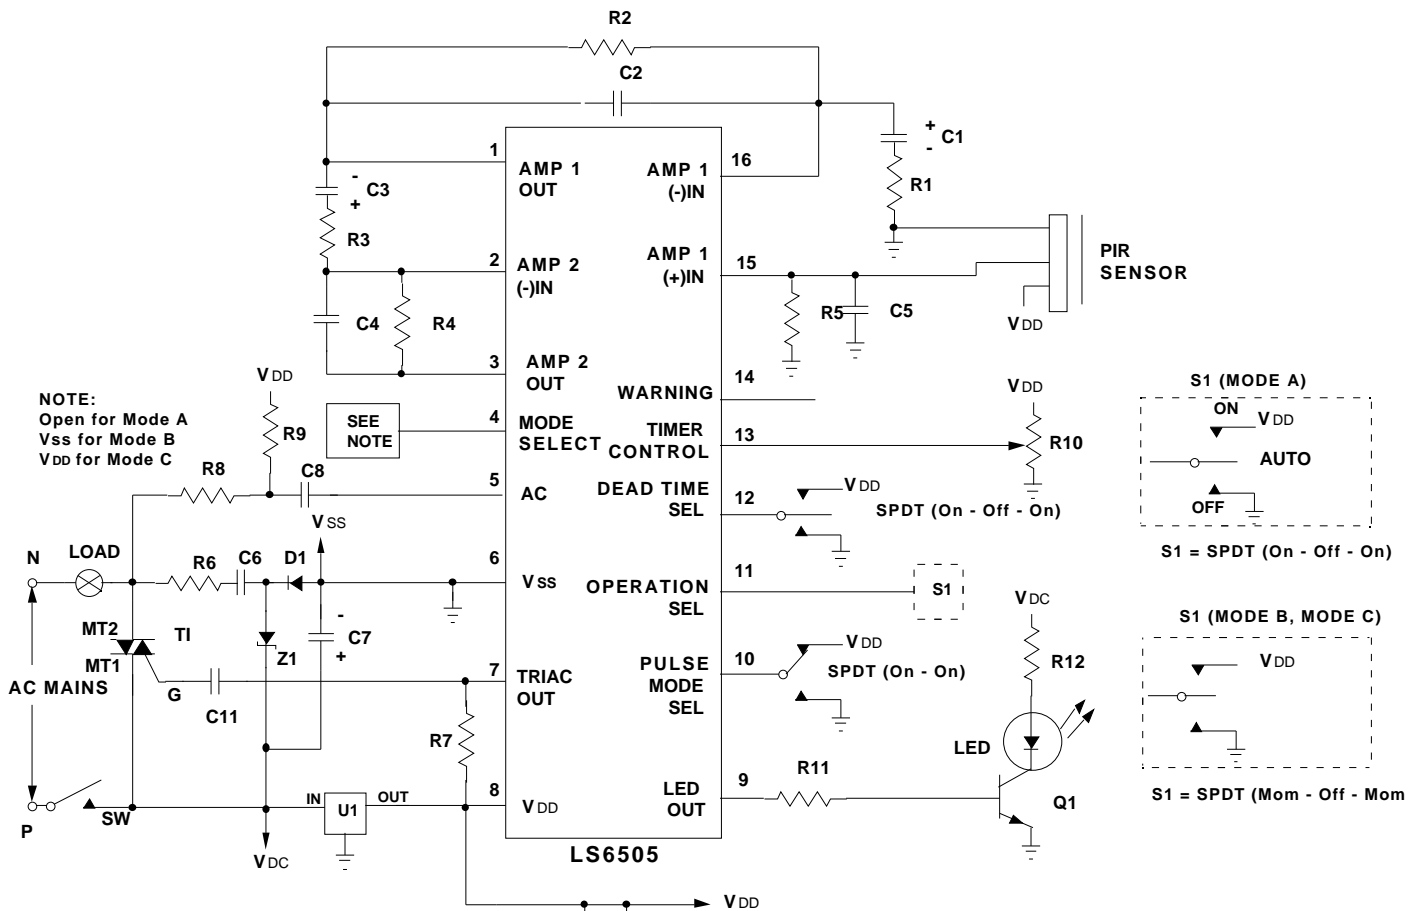 R2
C2
+
-
C1
1
AMP 1
OUT
AMP 1
(-)IN
16
-
C3
+
R1
R3
2
AMP 2
(-)IN
AMP 1
(+)IN
15
PIR
SENSOR
C4
R4
R5
C5
VDD
3
AMP 2
OUT
14
WARNING
VDD
VDD
S1 (MODE A)
NOTE:
Open for Mode A
Vss for Mode B
VDD for Mode C
ON
VDD
R9
SEE
NOTE
4
MODE
SELECT
TIMER
CONTROL
13
R10
AUTO
R8
C8
5
AC
DEAD TIME
SEL
12
VDD
SPDT (On - Off - On)
OFF
VSS
S1 = SPDT (On - Off - On)
N
LOAD
R6
C6
D1
6
VSS
OPERATION
SEL
11
S1
VDC
S1 (MODE B, MODE C)
MT2
TI
-
C7
+
MT1
Z1
7
TRIAC
OUT
PULSE
MODE
SEL
10
VDD
SPDT (On - On)
R12
VDD
AC MAINS
G
C11
R7
LED
LED
OUT
9
R11
Q1
S1 = SPDT (Mom - Off - Mom
P
SW
IN
U1
OUT
8
VDD
VDC
LS6505
VDD